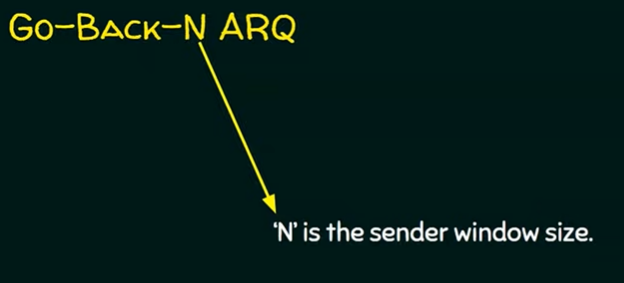 Go-Back-N ARQ
'N' is the sender window size.